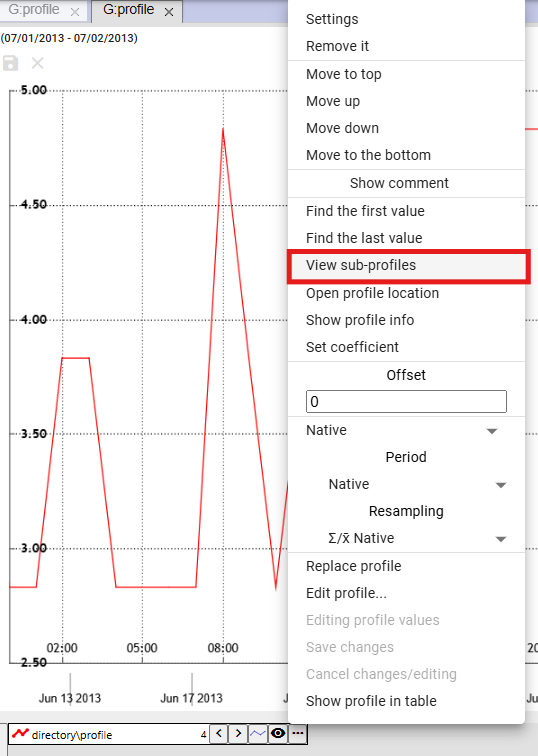 G:profile
G:profile
(07/01/2013 - 07/02/2013)
5.00
4.50
4.00
3.50
3.00
2.50
02:00 05:00 08:00
Jun 13 2013 Jun 17 2013
directory\profile 4
Settings
Remove it
Move to top
Move up
Move down
Move to the bottom
Show comment
Find the first value
Find the last value
View sub-profiles
Open profile location
Show profile info
Set coefficient
Offset
0
Native
Period
Native
Resampling
Σ/x̄ Native
Replace profile
Edit profile...
Editing profile values
Save changes
Cancel changes/editing
Show profile in table